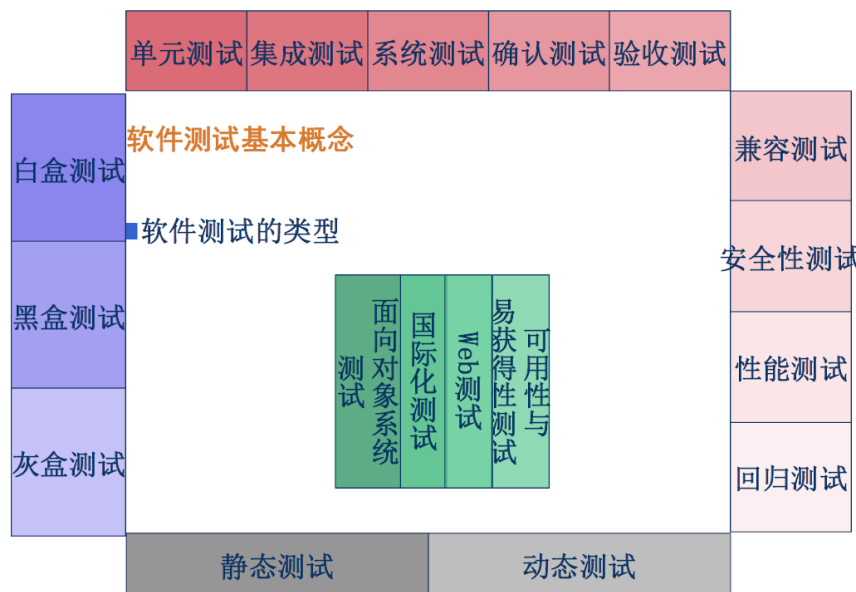 单元测试
集成测试
系统测试
确认测试
验收测试
白盒测试
黑盒测试
灰盒测试
软件测试基本概念
软件测试的类型
面向对象系统
测试
国际化测试
Web测试
可用性与
易获得性测试
兼容测试
安全性测试
性能测试
回归测试
静态测试
动态测试